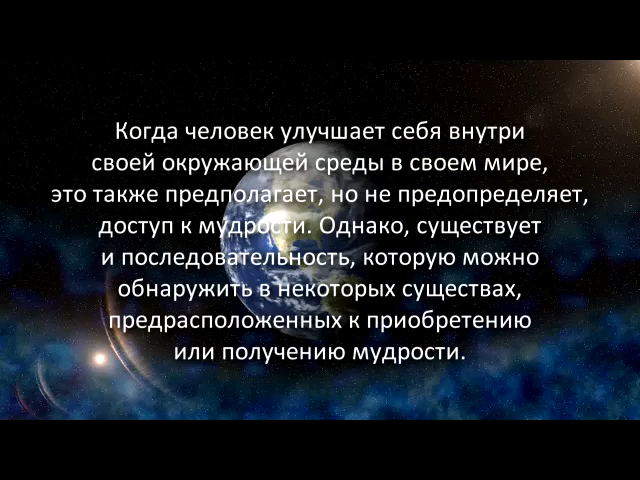 Когда человек улучшает себя внутри
своей окружающей среды в своем мире,
это также предполагает, но не предопределяет,
доступ к мудрости. Однако, существует
и последовательность, которую можно
обнаружить в некоторых существах,
предрасположенных к приобретению
или получению мудрости.